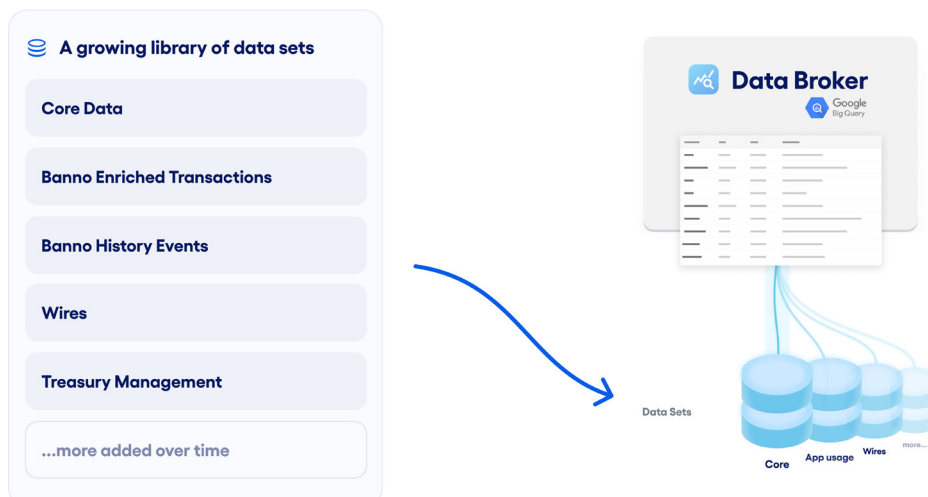 A growing library of data sets
Core Data
Banno Enriched Transactions
Banno History Events
Wires
Treasury Management
...more added over time
Data Broker
Google
Big Query
Data Sets
Core
App usage
Wires
more...